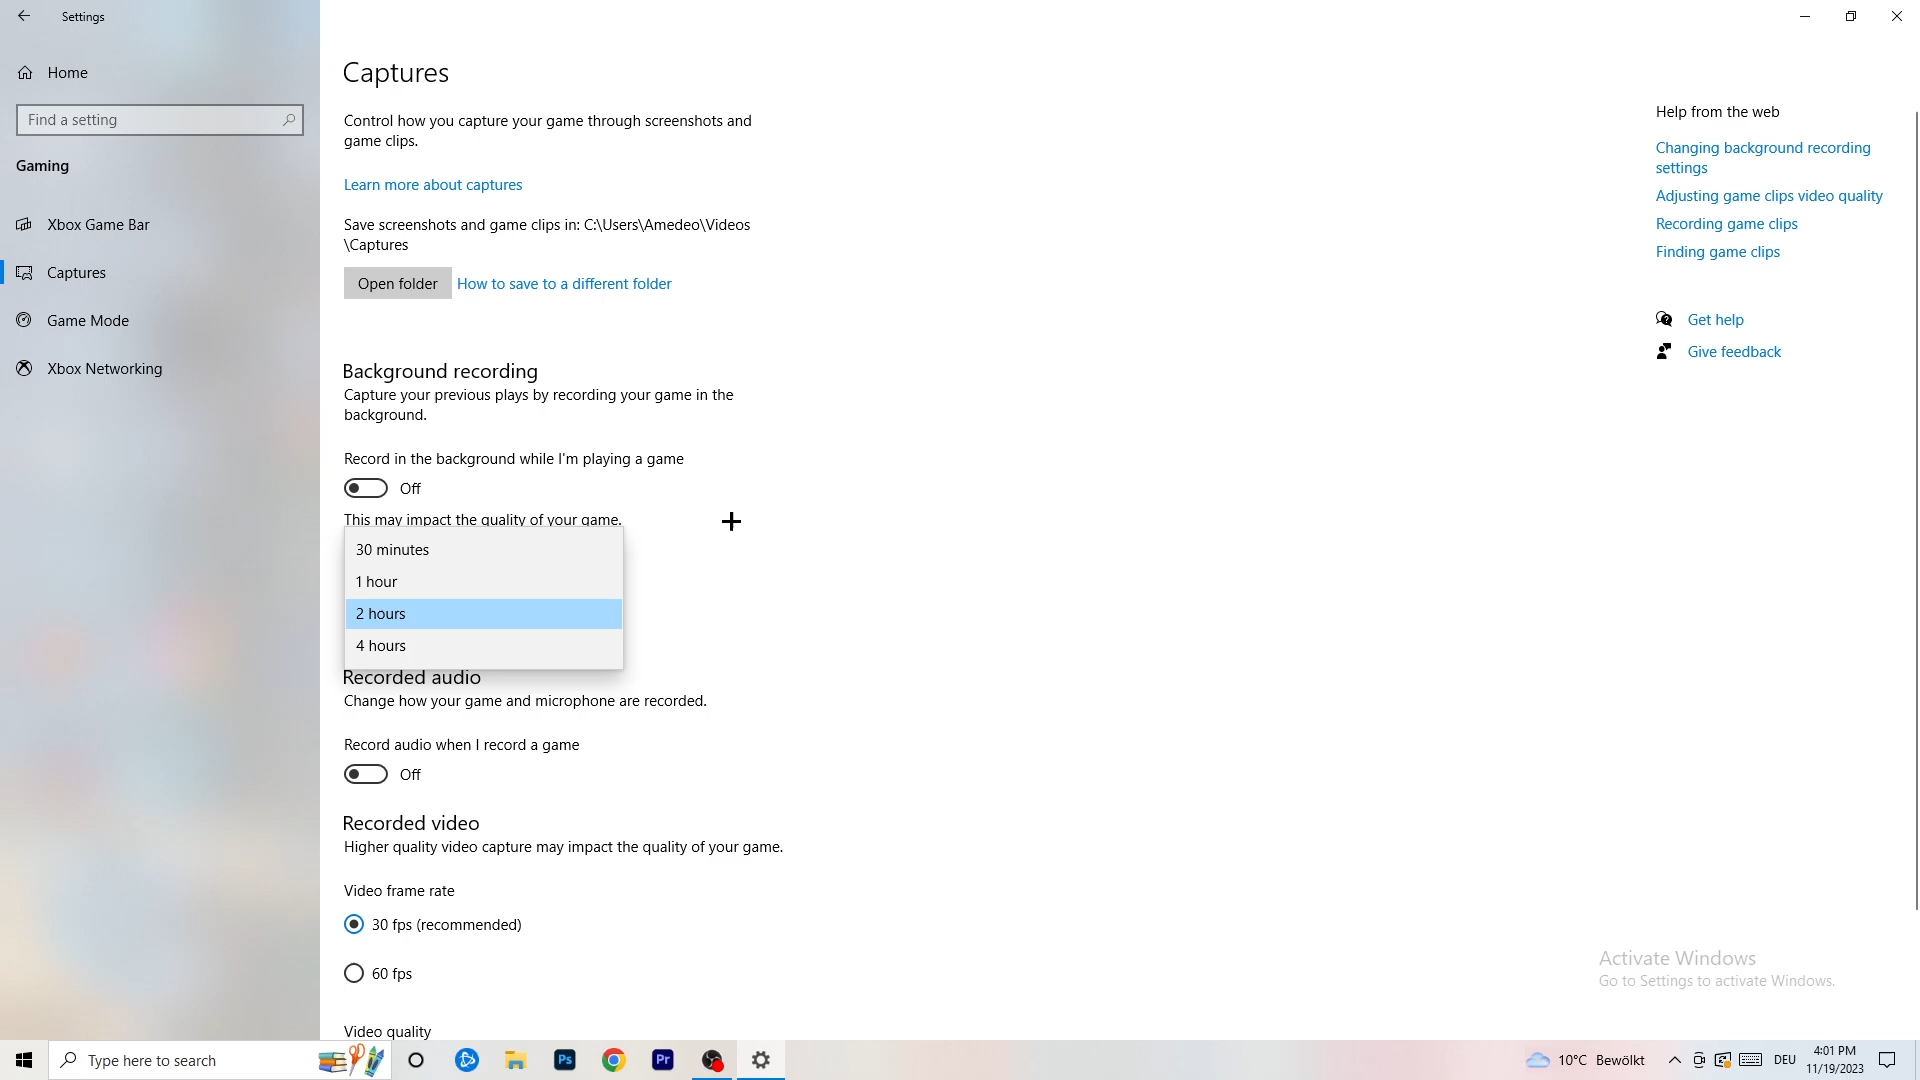 Settings
Home
Find a setting
Gaming
Xbox Game Bar
Captures
Game Mode
Xbox Networking
Captures
Control how you capture your game through screenshots and
game clips.
Learn more about captures
Save screenshots and game clips in: C:\Users\Amedeo\Videos
\Captures
Open folder
How to save to a different folder
Background recording
Capture your previous plays by recording your game in the
background.
Record in the background while I'm playing a game
Off
This may impact the quality of your game.
30 minutes
1 hour
2 hours
4 hours
Recorded audio
Change how your game and microphone are recorded.
Record audio when I record a game
Off
Recorded video
Higher quality video capture may impact the quality of your game.
Video frame rate
30 fps (recommended)
60 fps
Video quality
Help from the web
Changing background recording
settings
Adjusting game clips video quality
Recording game clips
Finding game clips
Get help
Give feedback
Activate Windows
Go to Settings to activate Windows.
Type here to search
Ps
Pr
10°C Bewölkt
DEU
4:01 PM
11/19/2023